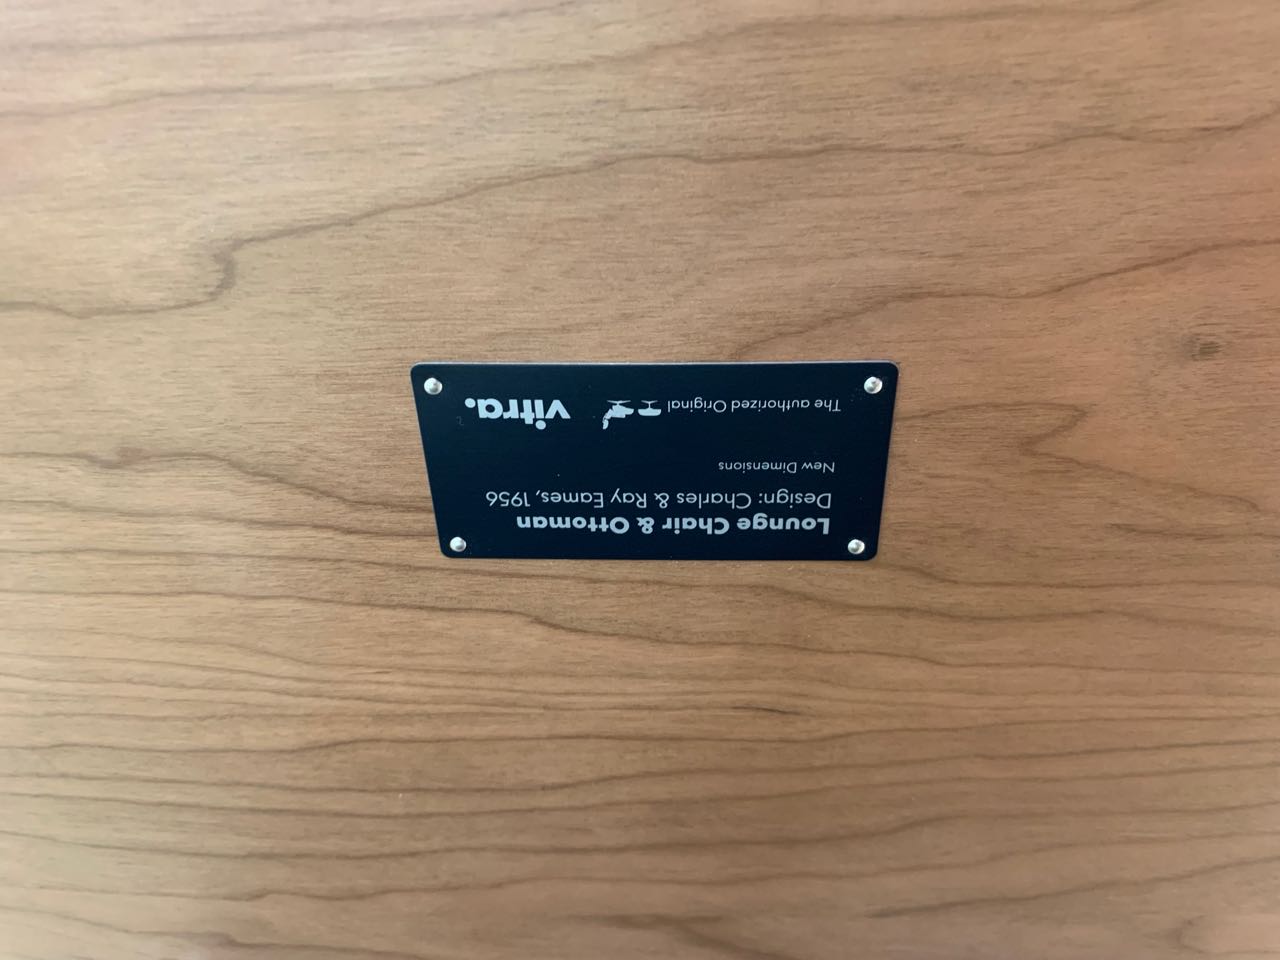 Lounge Chair & Ottoman
Design: Charles & Ray Eames, 1956
New Dimensions
The authorized Original vitra.